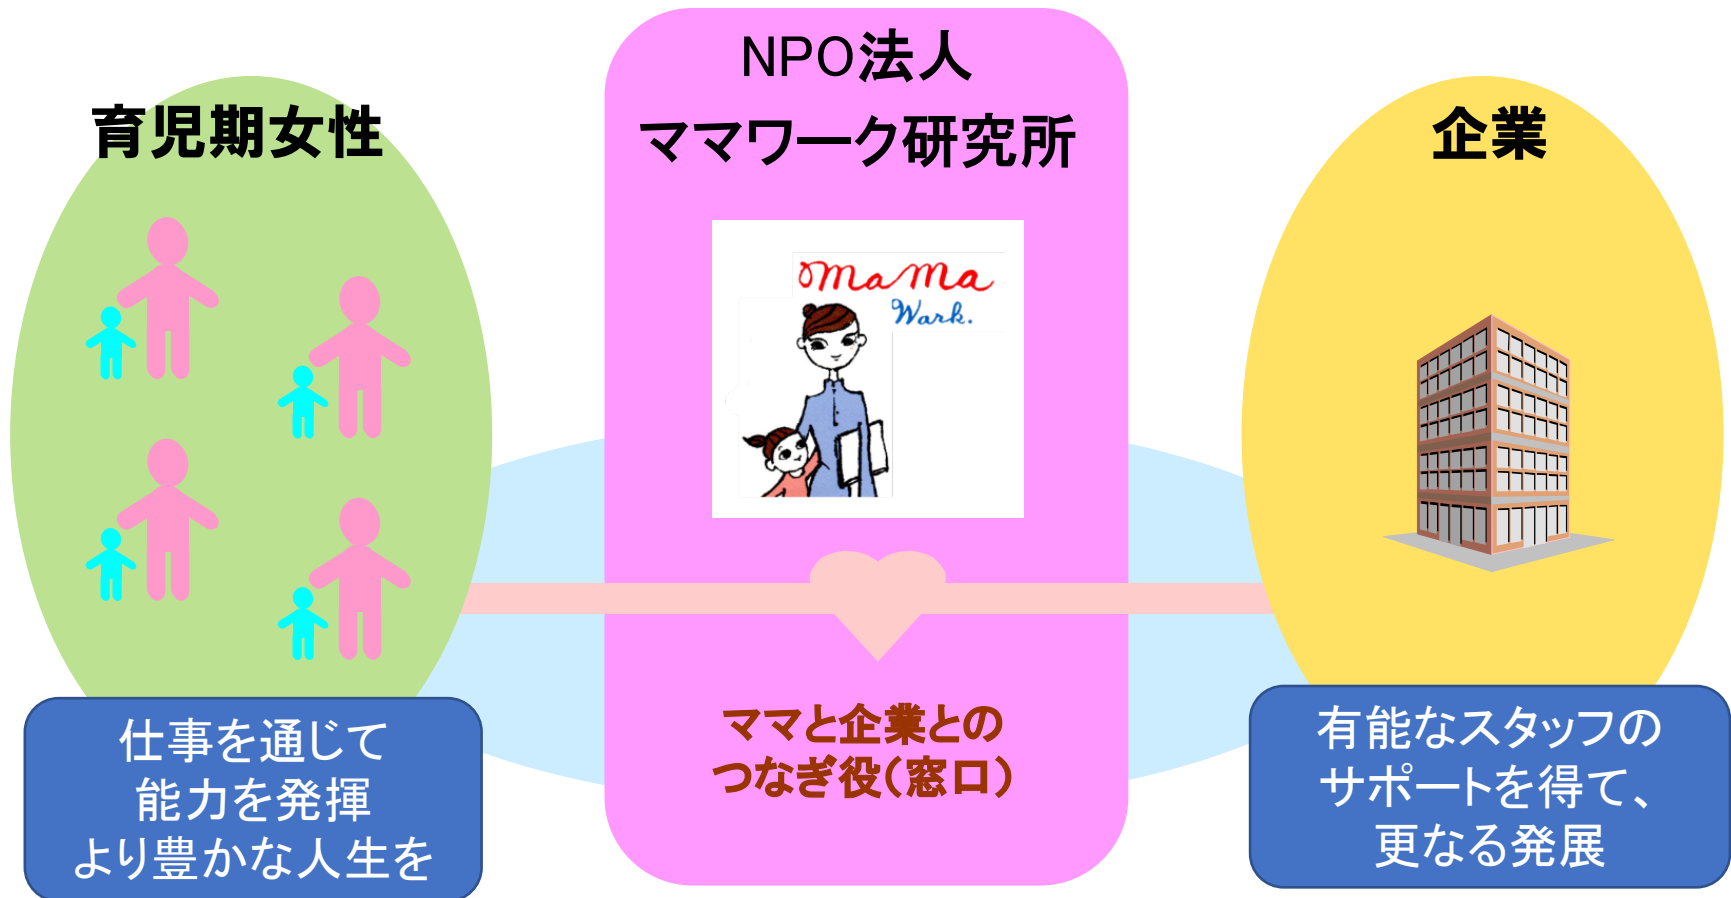 育児期女性
仕事を通じて
能力を発揮
より豊かな人生を
NPO法人
ママワーク研究所
mama
Work.
ママと企業との
つなぎ役(窓口)
企業
有能なスタッフの
サポートを得て、
更なる発展